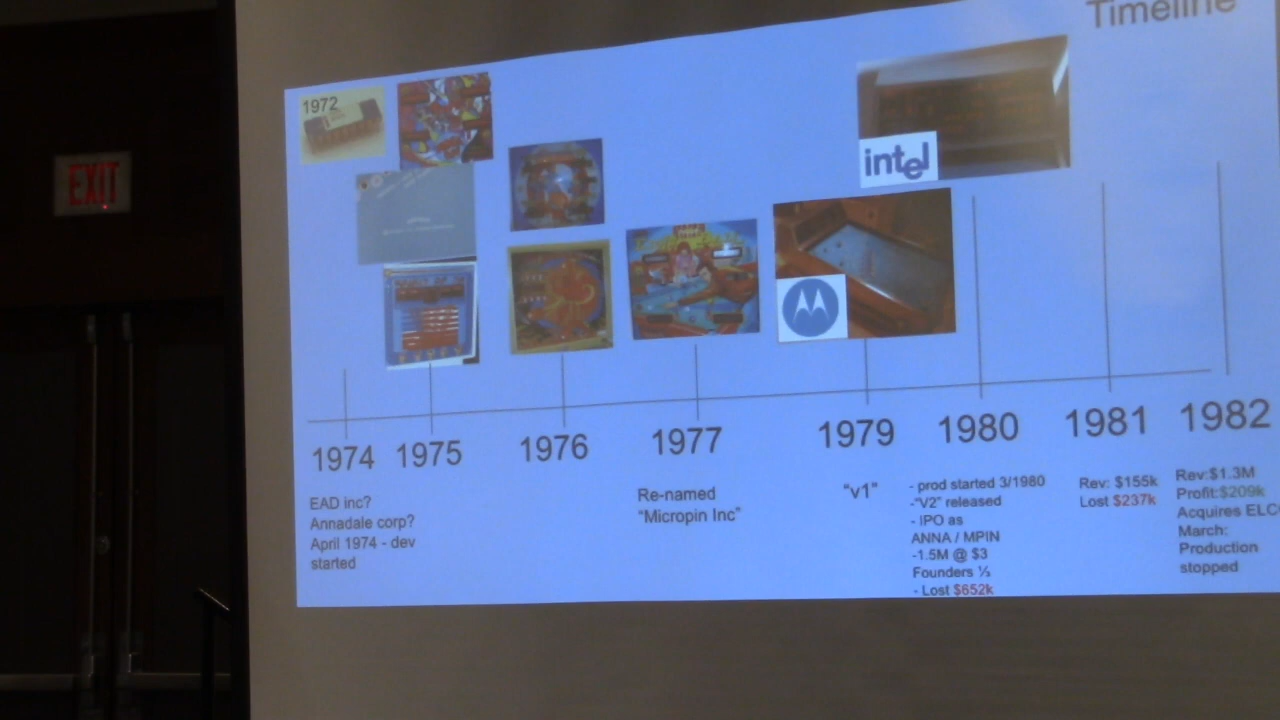 Timeline
EXIT
1972
intel
1974
1975
1976
1977
1979
1980
1981
1982
EAD inc?
Annadale corp?
April 1974 - dev
started
Re-named
“Micropin Inc”
“v1”
- prod started 3/1980
-“V2” released
- IPO as
ANNA / MPIN
-1.5M @ $3
Founders ⅓
- Lost $652k
Rev: $155k
Lost $237k
Rev:$1.3M
Profit:$209k
Acquires ELC
March:
Production
stopped